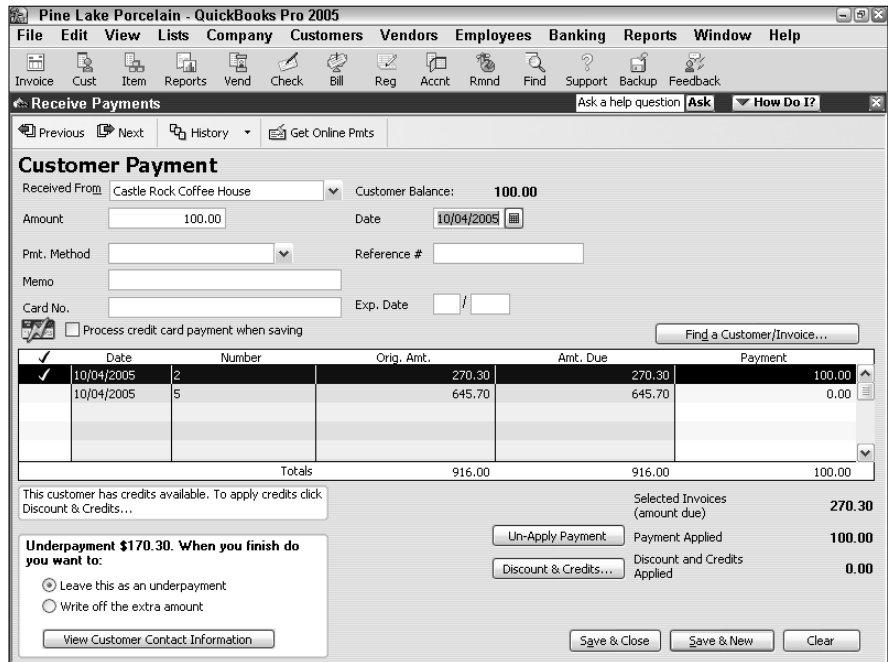 Pine Lake Porcelain - QuickBooks Pro 2005
File Edit View Lists Company Customers Vendors Employees Banking Reports Window Help
Invoice Cust Item Reports Vend Check Bill Reg Accnt Rmnd Find Support Backup Feedback
Receive Payments Ask a help question Ask How Do I?
Previous Next History Get Online Pmts
Customer Payment
Received From Castle Rock Coffee House Customer Balance: 100.00
Amount 100.00 Date 10/04/2005
Pmt. Method Reference #
Memo
Card No. Exp. Date /
Process credit card payment when saving Find a Customer/Invoice...
✓ Date Number Orig. Amt. Amt. Due Payment
✓ 10/04/2005 2 270.30 270.30 100.00
10/04/2005 5 645.70 645.70 0.00
Totals 916.00 916.00 100.00
This customer has credits available. To apply credits click
Discount & Credits...
Selected Invoices
(amount due) 270.30
Un-Apply Payment Payment Applied 100.00
Discount & Credits... Discount and Credits
Applied 0.00
Underpayment $170.30. When you finish do
you want to:
Leave this as an underpayment
Write off the extra amount
View Customer Contact Information Save & Close Save & New Clear